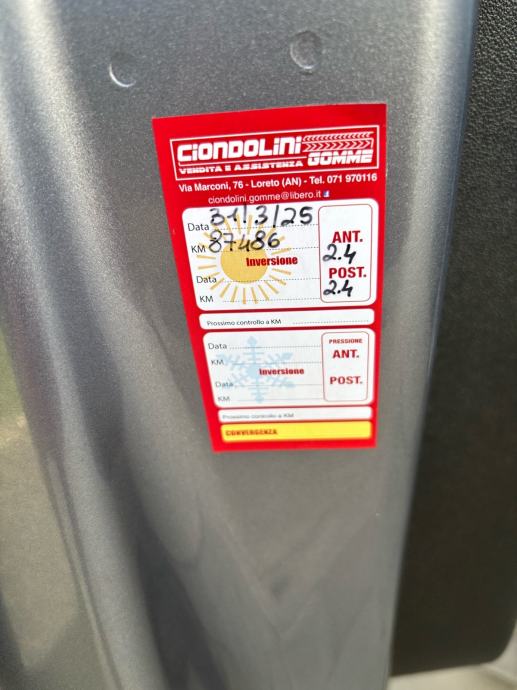 CIONDOLINI GOMME
VENDITA E ASSISTENZA
Via Marconi, 76 - Loreto (AN) - Tel. 071 970116
ciondolini.gomme@libero.it f
Data 31/3/25
KM 87486
Inversione
Data
KM
ANT.
2.4
POST.
2.4
Prossimo controllo a KM
Data
KM
Inversione
Data
KM
PRESSIONE
ANT.
POST.
Prossimo controllo a KM
CONVERGENZA